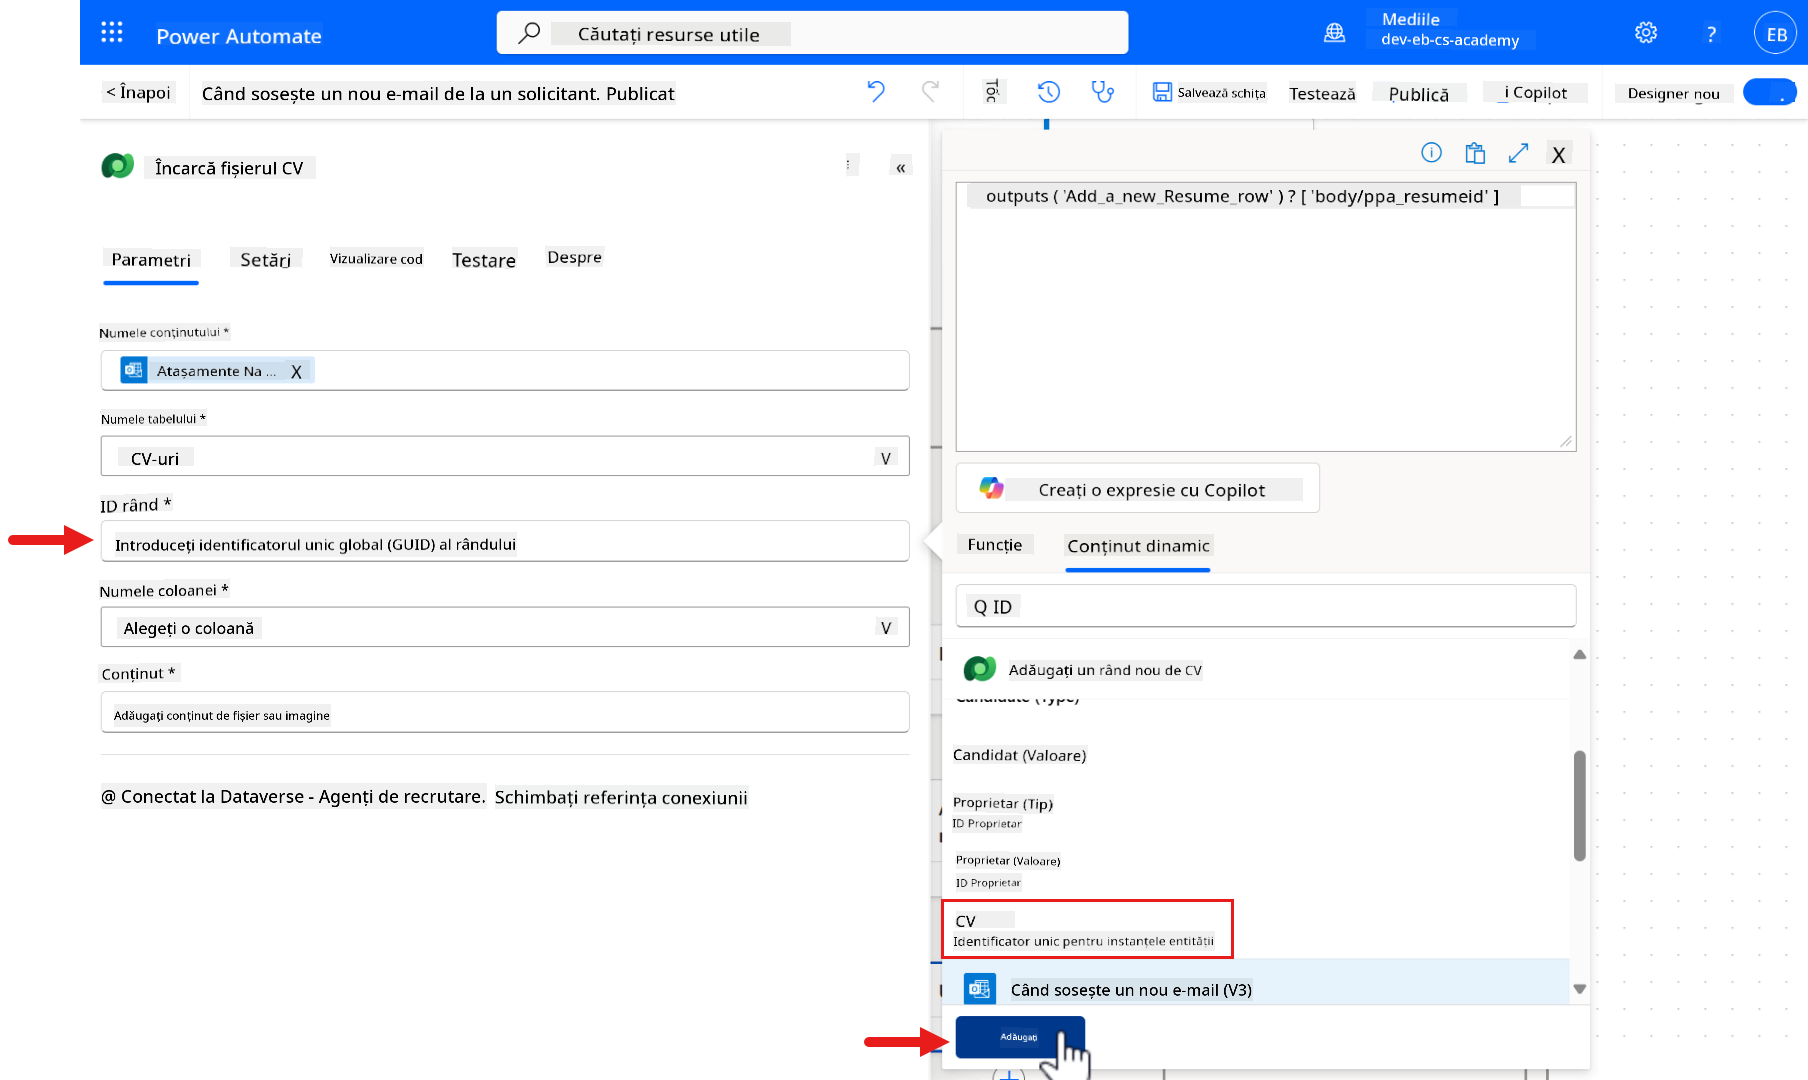 Power Automate
Căutați resurse utile
Mediile
dev-eb-cs-academy
?
EB
< Înapoi
Când sosește un nou e-mail de la un solicitant. Publicat
Salvează schița
Testează
Publică
i Copilot
Designer nou
Încarcă fișierul CV
«
Parametri
Setări
Vizualizare cod
Testare
Despre
Numele conținutului *
Atașamente Na ... X
Numele tabelului *
CV-uri
V
ID rând *
Introduceți identificatorul unic global (GUID) al rândului
Numele coloanei *
Alegeți o coloană
V
Conținut *
Adăugați conținut de fișier sau imagine
@ Conectat la Dataverse - Agenți de recrutare. Schimbați referința conexiunii
X
outputs ( 'Add_a_new_Resume_row' ) ? [ 'body/ppa_resumeid' ]
Creați o expresie cu Copilot
Funcție
Conținut dinamic
Q ID
Adăugați un rând nou de CV
Candidate (Type)
Candidat (Valoare)
Proprietar (Tip)
ID Proprietar
Proprietar (Valoare)
ID Proprietar
CV
Identificator unic pentru instanțele entității
Când sosește un nou e-mail (V3)
Adăugați